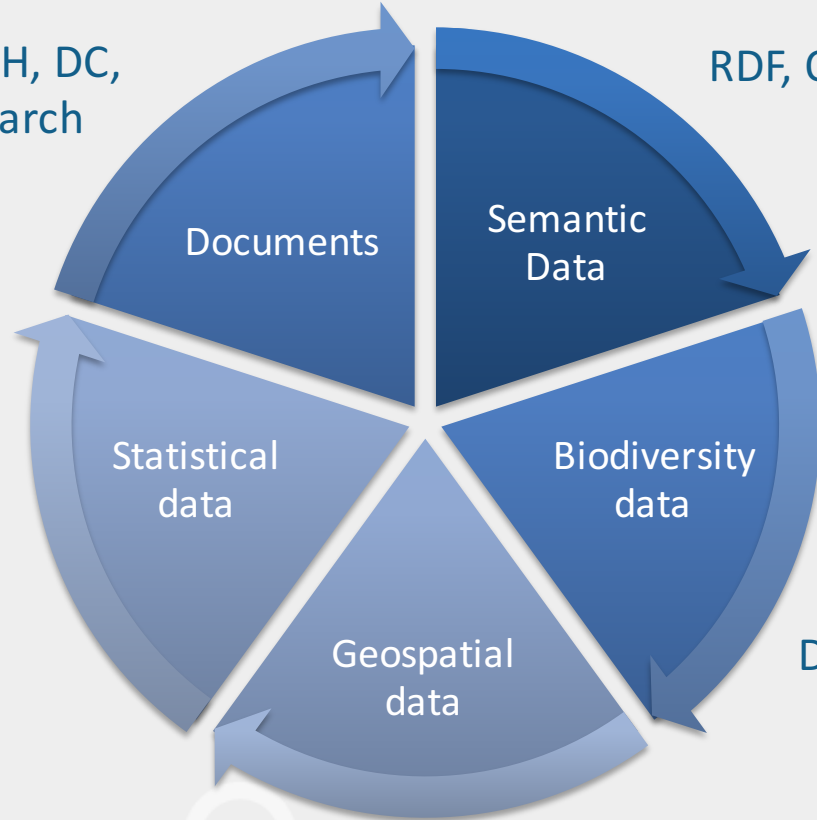 H, DC,
arch
RDF,
Documents
Semantic
Data
Statistical
data
Biodiversity
data
Geospatial
data
D